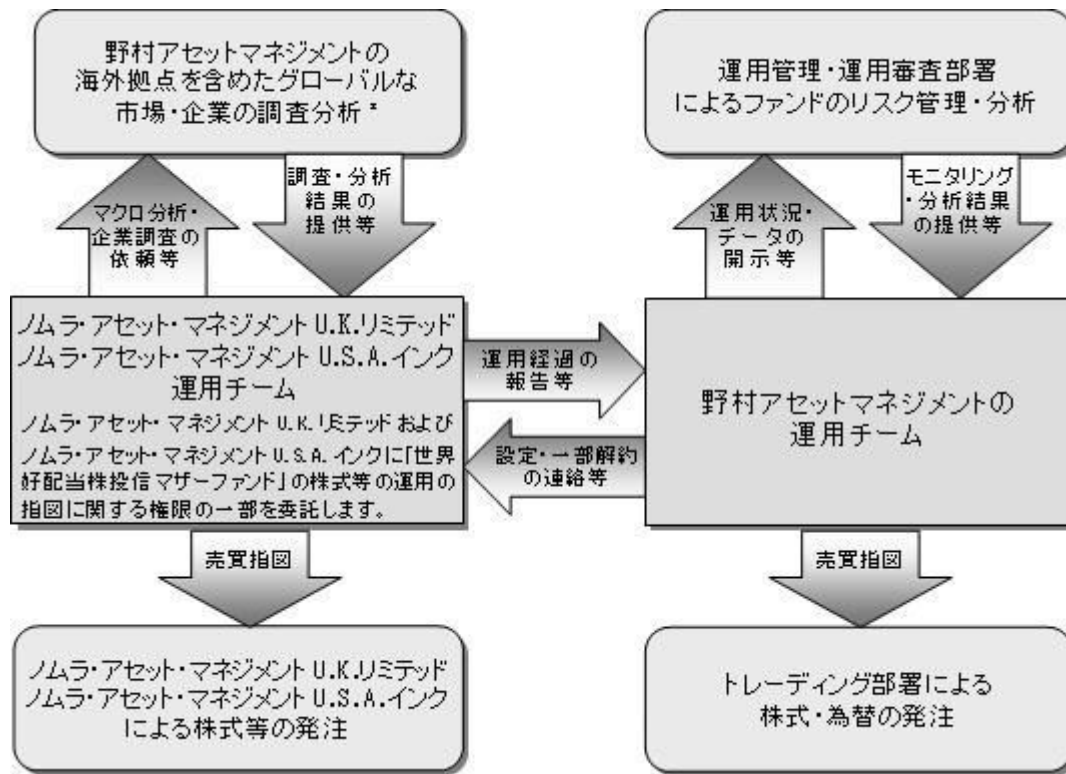 野村アセットマネジメントの
海外拠点を含めたグローバルな
市場・企業の調査分析*
運用管理・運用審査部署
によるファンドのリスク管理・分析
マクロ分析・
企業調査の
依頼等
調査・分析
結果の
提供等
運用状況・
データの
開示等
モニタリング
・分析結果
の提供等
ノムラ・アセット・マネジメント U.K.リミテッド
ノムラ・アセット・マネジメント U.S.A.インク
運用チーム
ノムラ・アセット・マネジメント U.K.リミテッドおよび
ノムラ・アセット・マネジメント U.S.A.インクに「世界
好配当株投信 マザーファンド」の株式等の運用の
指図に関する権限の一部を委託します。
運用経過の
報告等
設定・一部解約
の連絡等
野村アセットマネジメントの
運用チーム
売買指図
売買指図
ノムラ・アセット・マネジメント U.K.リミテッド
ノムラ・アセット・マネジメント U.S.A.インク
による株式等の発注
トレーディング部署による
株式・為替の発注